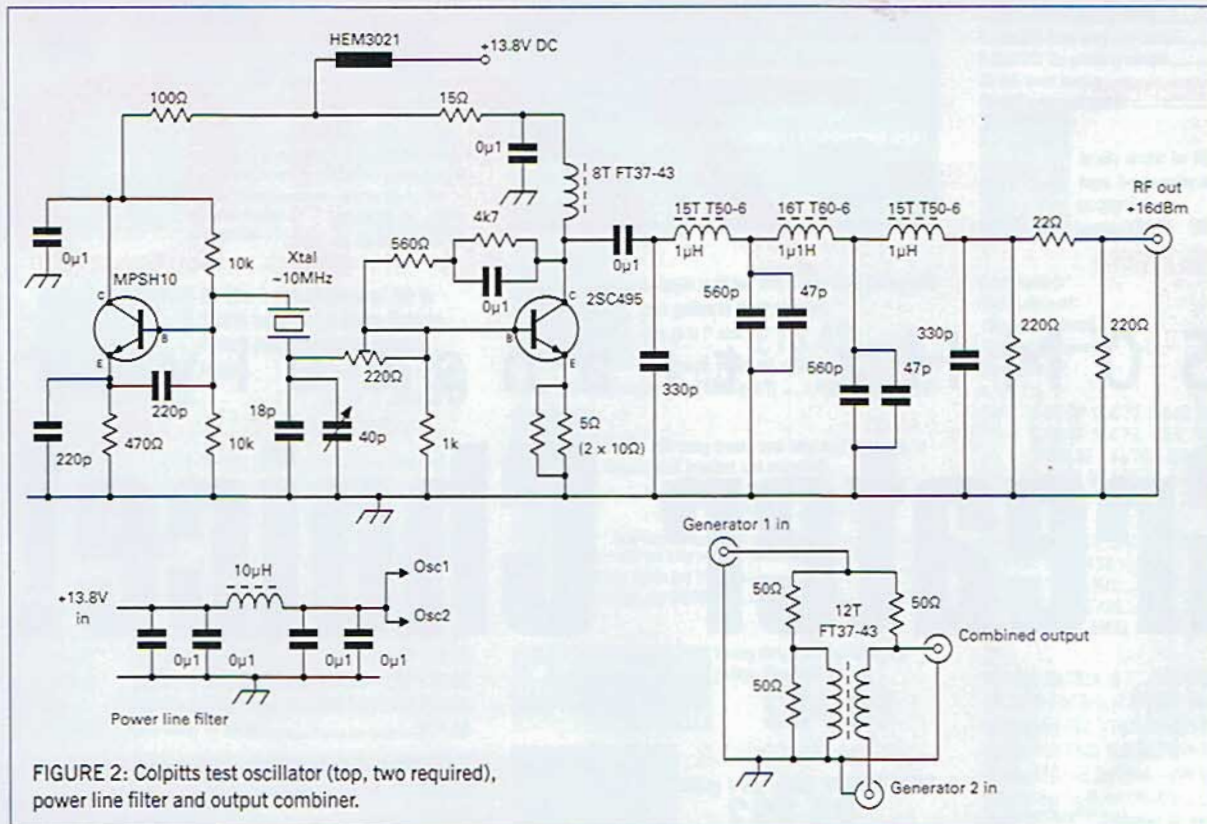 HEM3021
+13.8V DC
100Ω
15Ω
0µ1
8T FT37-43
4k7
15T T50-6
16T T60-6
15T T50-6
RF out
+16dBm
560Ω
0µ1
0µ1
1µH
1µ1H
1µH
22Ω
0µ1
MPSH10
10k
Xtal
~10MHz
2SC495
C
B
E
C
B
E
560p
47p
220Ω
330p
560p
47p
220Ω
220Ω
220p
18p
330p
5Ω
(2 x 10Ω)
220p
470Ω
10k
40p
1k
Generator 1 in
10µH
Osc1
+13.8V
in
Osc2
50Ω
12T
FT37-43
50Ω
Combined output
0µ1
0µ1
0µ1
0µ1
50Ω
Power line filter
Generator 2 in
FIGURE 2: Colpitts test oscillator (top, two required),
power line filter and output combiner.